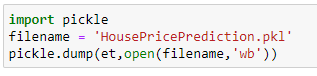 import pickle
filename = 'HousePricePrediction.pkl'
pickle.dump(et,open(filename,'wb'))